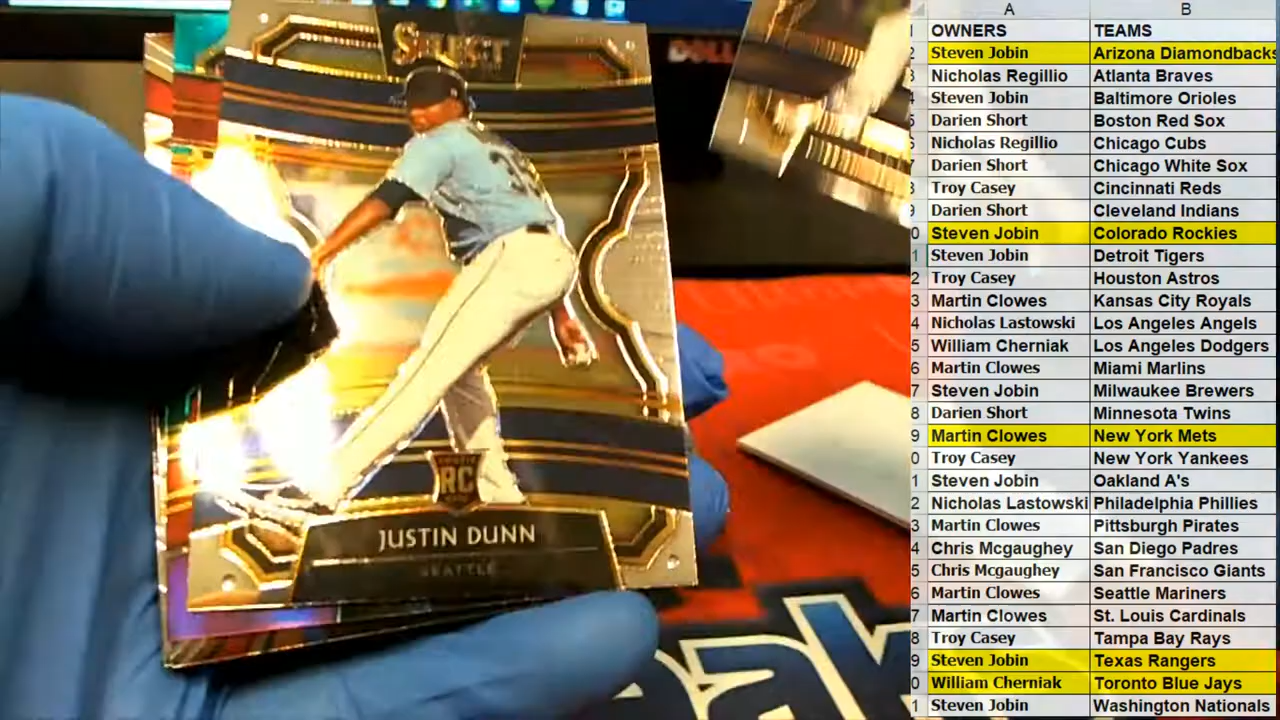 SELECT
RC
JUSTIN DUNN
SEATTLE
A B
OWNERS TEAMS
Steven Jobin Arizona Diamondbacks
Nicholas Regillio Atlanta Braves
Steven Jobin Baltimore Orioles
Darien Short Boston Red Sox
Nicholas Regillio Chicago Cubs
Darien Short Chicago White Sox
Troy Casey Cincinnati Reds
Darien Short Cleveland Indians
Steven Jobin Colorado Rockies
Steven Jobin Detroit Tigers
Troy Casey Houston Astros
Martin Clowes Kansas City Royals
Nicholas Lastowski Los Angeles Angels
William Cherniak Los Angeles Dodgers
Martin Clowes Miami Marlins
Steven Jobin Milwaukee Brewers
Darien Short Minnesota Twins
Martin Clowes New York Mets
Troy Casey New York Yankees
Steven Jobin Oakland A's
Nicholas Lastowski Philadelphia Phillies
Martin Clowes Pittsburgh Pirates
Chris Mcgaughey San Diego Padres
Chris Mcgaughey San Francisco Giants
Martin Clowes Seattle Mariners
Martin Clowes St. Louis Cardinals
Troy Casey Tampa Bay Rays
Steven Jobin Texas Rangers
William Cherniak Toronto Blue Jays
Steven Jobin Washington Nationals